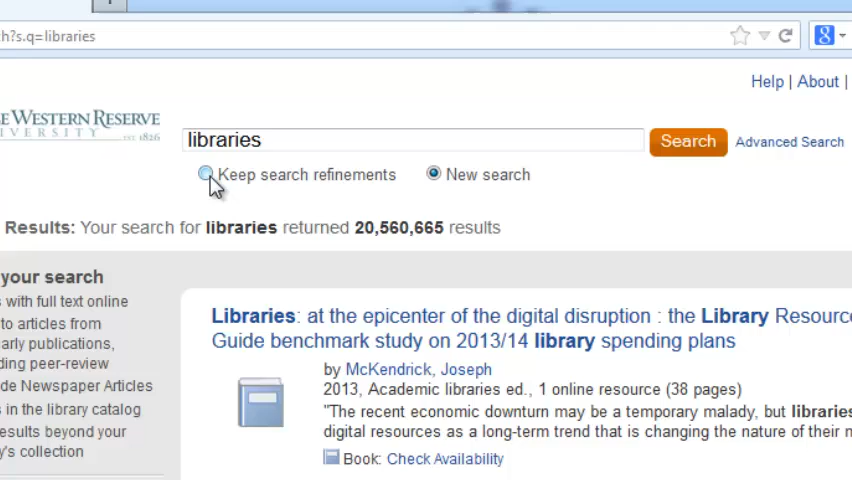 h?s.q=libraries
8
Help | About |
E WESTERN RESERVE
UNIVERSITY EST 1826
libraries
Search
Advanced Search
Keep search refinements
New search
Results: Your search for libraries returned 20,560,665 results
your search
s with full text online
to articles from
arly publications,
ding peer-review
de Newspaper Articles
s in the library catalog
esults beyond your
y's collection
Libraries: at the epicenter of the digital disruption : the Library Resource
Guide benchmark study on 2013/14 library spending plans
by McKendrick, Joseph
2013, Academic libraries ed., 1 online resource (38 pages)
"The recent economic downturn may be a temporary malady, but libraries
digital resources as a long-term trend that is changing the nature of their
Book: Check Availability